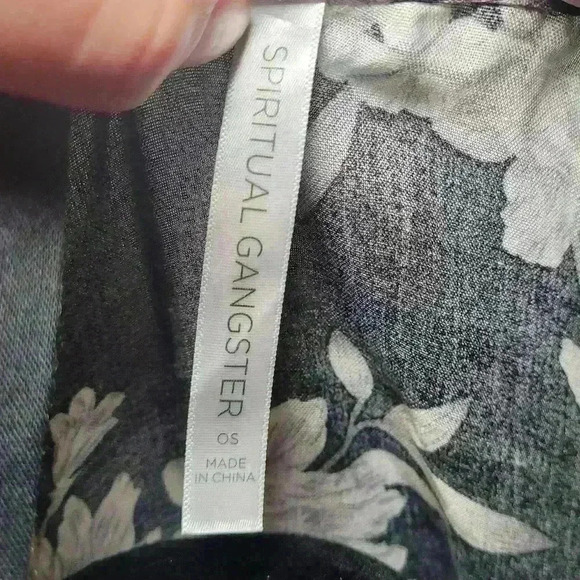 SPIRITUAL GANGSTER
OS
MADE
IN CHINA